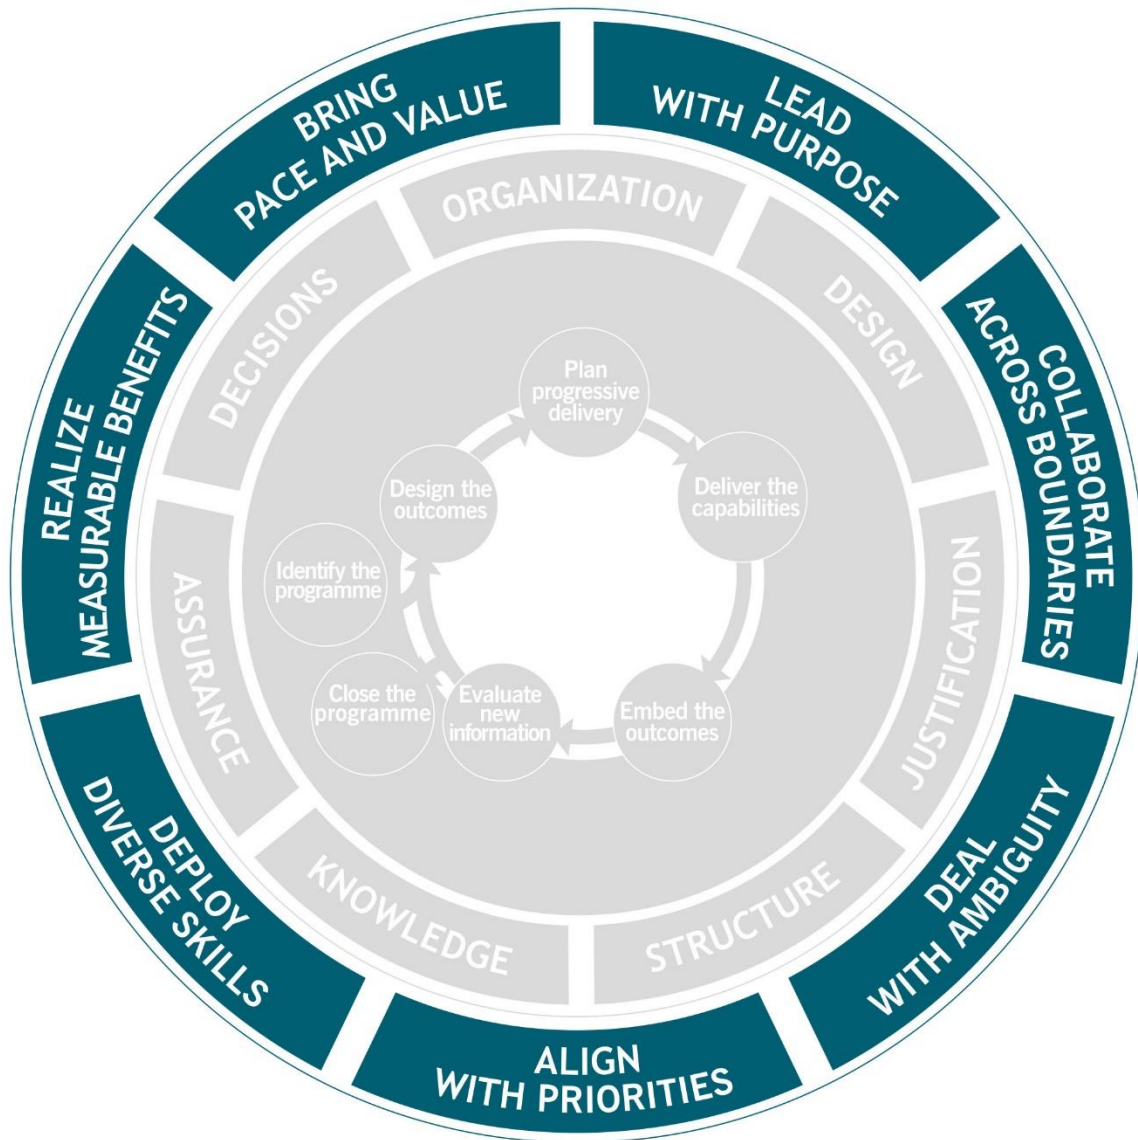 BRING
PACE AND VALUE
LEAD
WITH PURPOSE
COLLABORATE
ACROSS BOUNDARIES
DEAL
WITH AMBIGUITY
ALIGN
WITH PRIORITIES
DEPLOY
DIVERSE SKILLS
REALIZE
MEASURABLE BENEFITS
ORGANIZATION
DESIGN
JUSTIFICATION
STRUCTURE
KNOWLEDGE
ASSURANCE
DECISIONS
Plan
progressive
delivery
Deliver the
capabilities
Embed the
outcomes
Evaluate
new
information
Close the
programme
Identify the
programme
Design the
outcomes